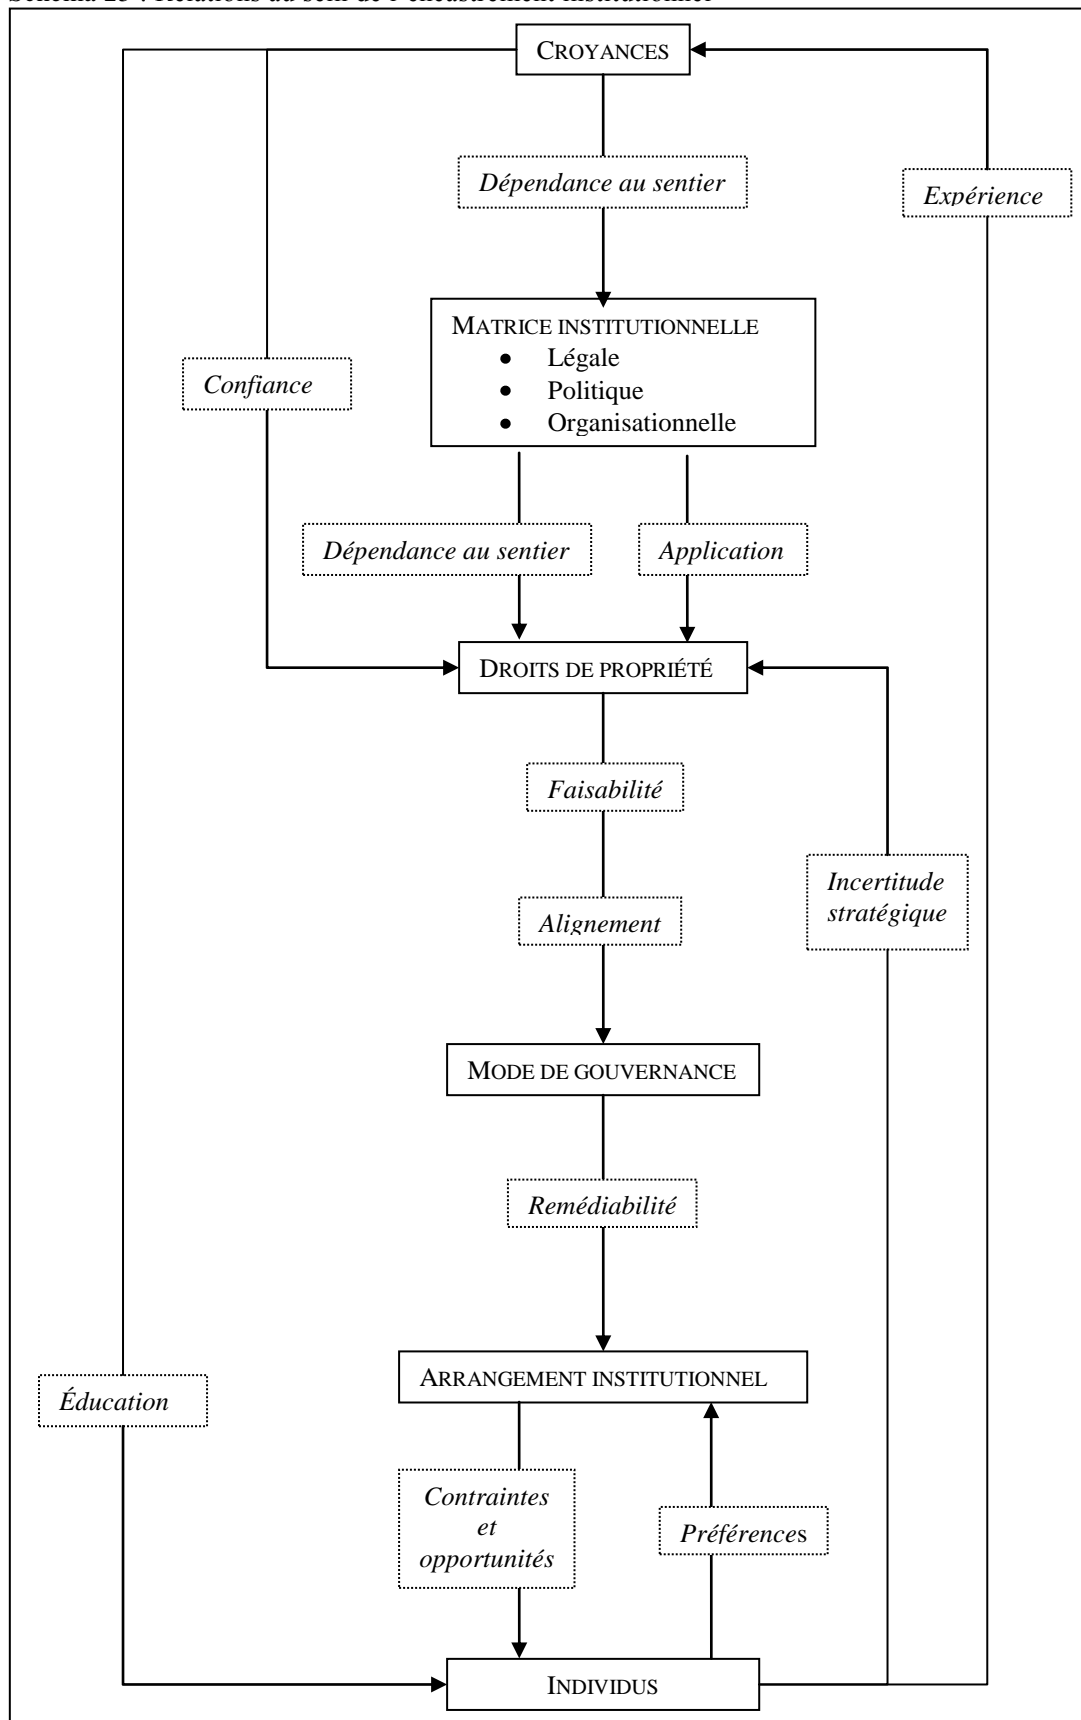 Schéma 23 : Relations au sein de l’encastrement institutionnel
CROYANCES
Dépendance au sentier
Expérience
MATRICE INSTITUTIONNELLE
• Légale
• Politique
• Organisationnelle
Confiance
Dépendance au sentier
Application
DROITS DE PROPRIÉTÉ
Faisabilité
Incertitude
stratégique
Alignement
MODE DE GOUVERNANCE
Remédiabilité
ARRANGEMENT INSTITUTIONNEL
Éducation
Contraintes
et
opportunités
Préférences
INDIVIDUS